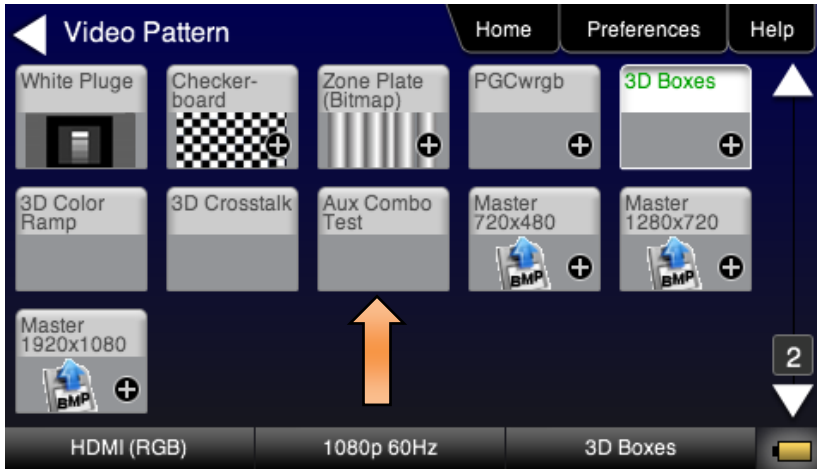 Video Pattern
Home
Preferences
Help
White Pluge
Checker-
board
Zone Plate
(Bitmap)
PGCwrgb
3D Boxes
3D Color
Ramp
3D Crosstalk
Aux Combo
Test
Master
720x480
BMP
Master
1280x720
BMP
Master
1920x1080
BMP
2
HDMI (RGB)
1080p 60Hz
3D Boxes